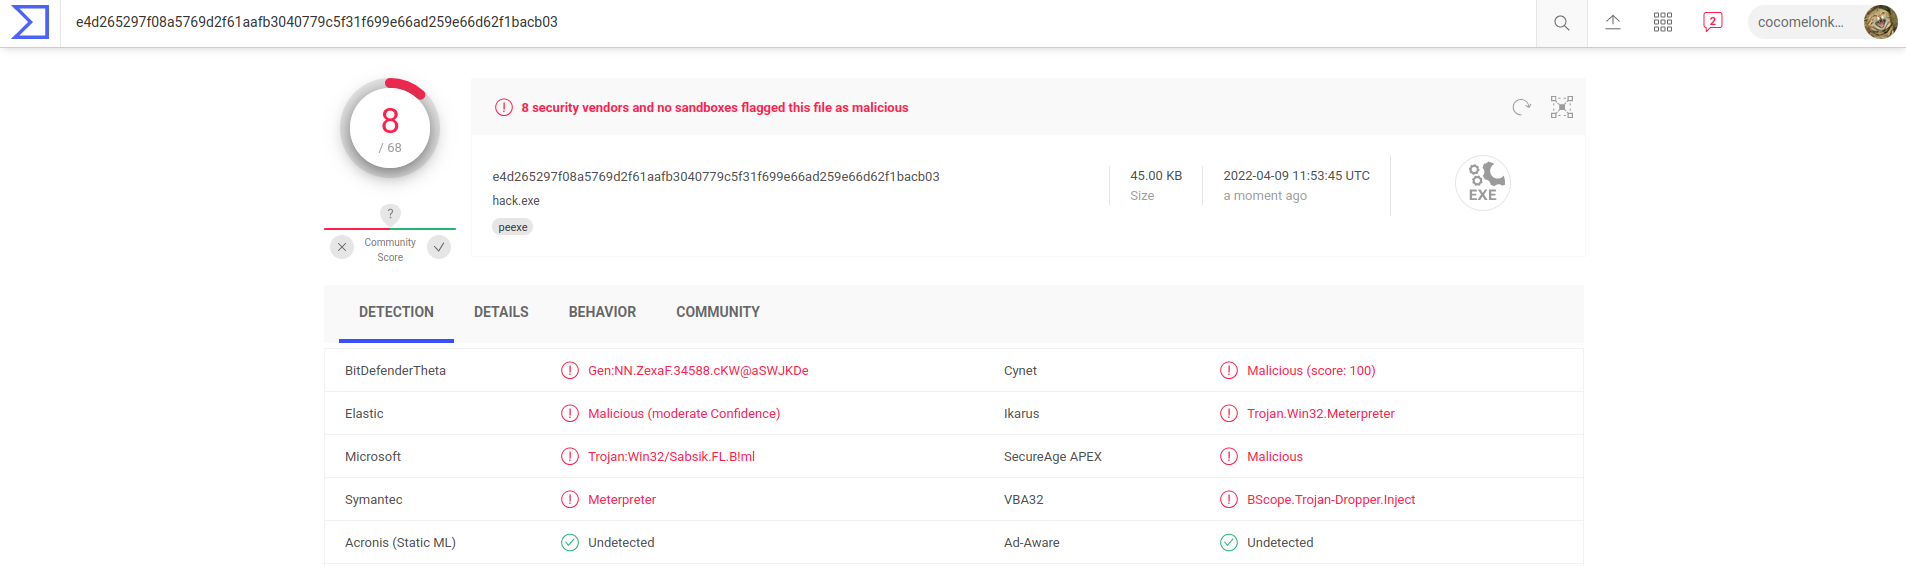 e4d265297f08a5769d2f61aafb3040779c5f31f699e66ad259e66d62f1bacb03
2
cocomelonk...
8
/ 68
8 security vendors and no sandboxes flagged this file as malicious
e4d265297f08a5769d2f61aafb3040779c5f31f699e66ad259e66d62f1bacb03
hack.exe
peexe
45.00 KB
Size
2022-04-09 11:53:45 UTC
a moment ago
EXE
?
Community
Score
DETECTION DETAILS BEHAVIOR COMMUNITY
BitDefenderTheta Gen:NN.ZexaF.34588.cKW@aSWJKDe Cynet Malicious (score: 100)
Elastic Malicious (moderate Confidence) Ikarus Trojan.Win32.Meterpreter
Microsoft Trojan:Win32/Sabsik.FL.B!ml SecureAge APEX Malicious
Symantec Meterpreter VBA32 BScope.Trojan-Dropper.Inject
Acronis (Static ML) Undetected Ad-Aware Undetected